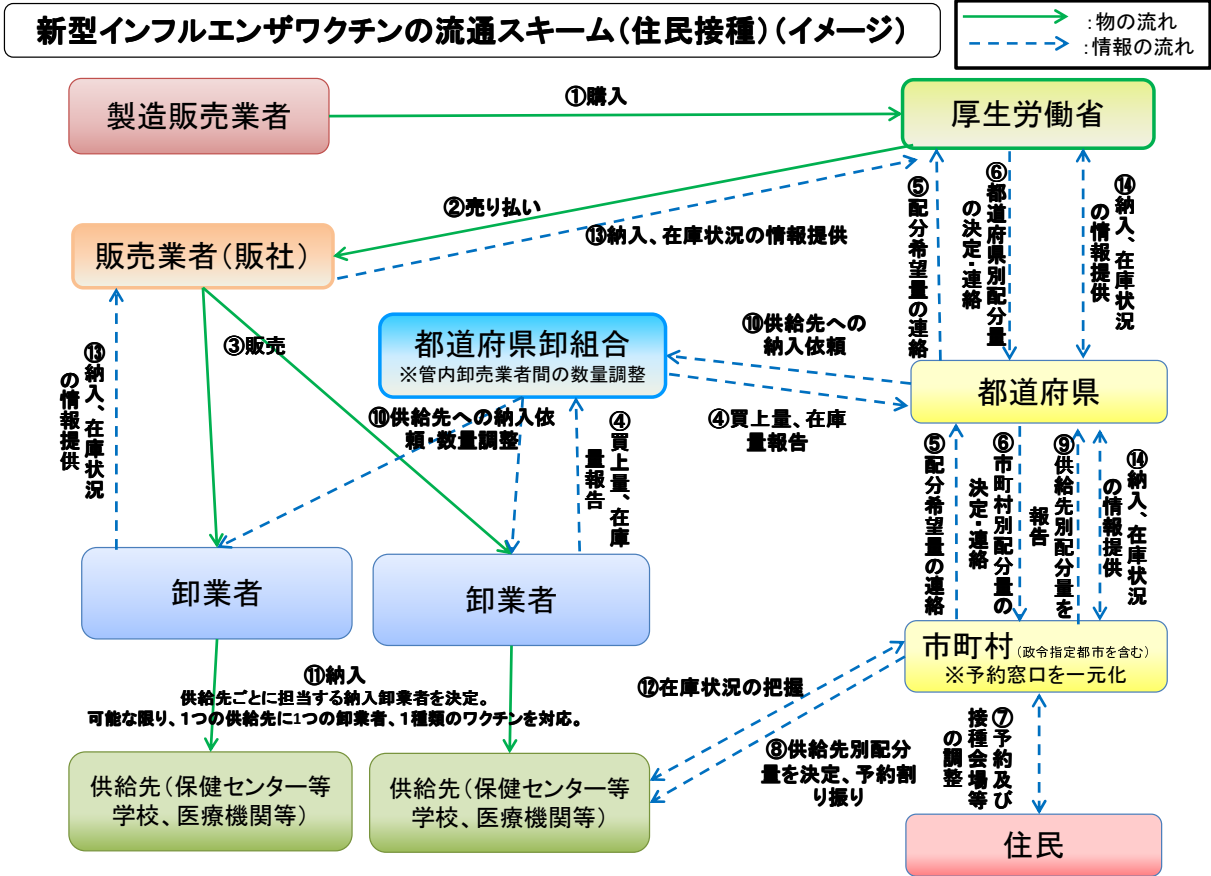 新型インフルエンザワクチンの流通スキーム（住民接種）（イメージ）
：物の流れ
：情報の流れ
製造販売業者
①購入
厚生労働省
②売り払い
⑬納入、在庫状況の情報提供
販売業者（販社）
⑤配分希望量の連絡
⑥都道府県別配分量
の決定・連絡
⑭納入、在庫状況
の情報提供
③販売
都道府県卸組合
※管内卸売業者間の数量調整
⑩供給先への
納入依頼
都道府県
⑬納入、在庫状況
の情報提供
⑩供給先への納入依
頼・数量調整
④買上量、在庫
量報告
④買上量、在庫
量報告
⑤配分希望量の連絡
⑥市町村別配分量の
決定・連絡
⑨供給先別配分量を
報告
⑭納入、在庫状況
の情報提供
卸業者
卸業者
市町村（政令指定都市を含む）
※予約窓口を一元化
⑪納入
供給先ごとに担当する納入卸業者を決定。
可能な限り、１つの供給先に1つの卸業者、１種類のワクチンを対応。
⑫在庫状況の把握
⑧供給先別配分
量を決定、予約割
り振り
⑦予約及び
接種会場等
の調整
供給先（保健センター等
学校、医療機関等）
供給先（保健センター等
学校、医療機関等）
住民